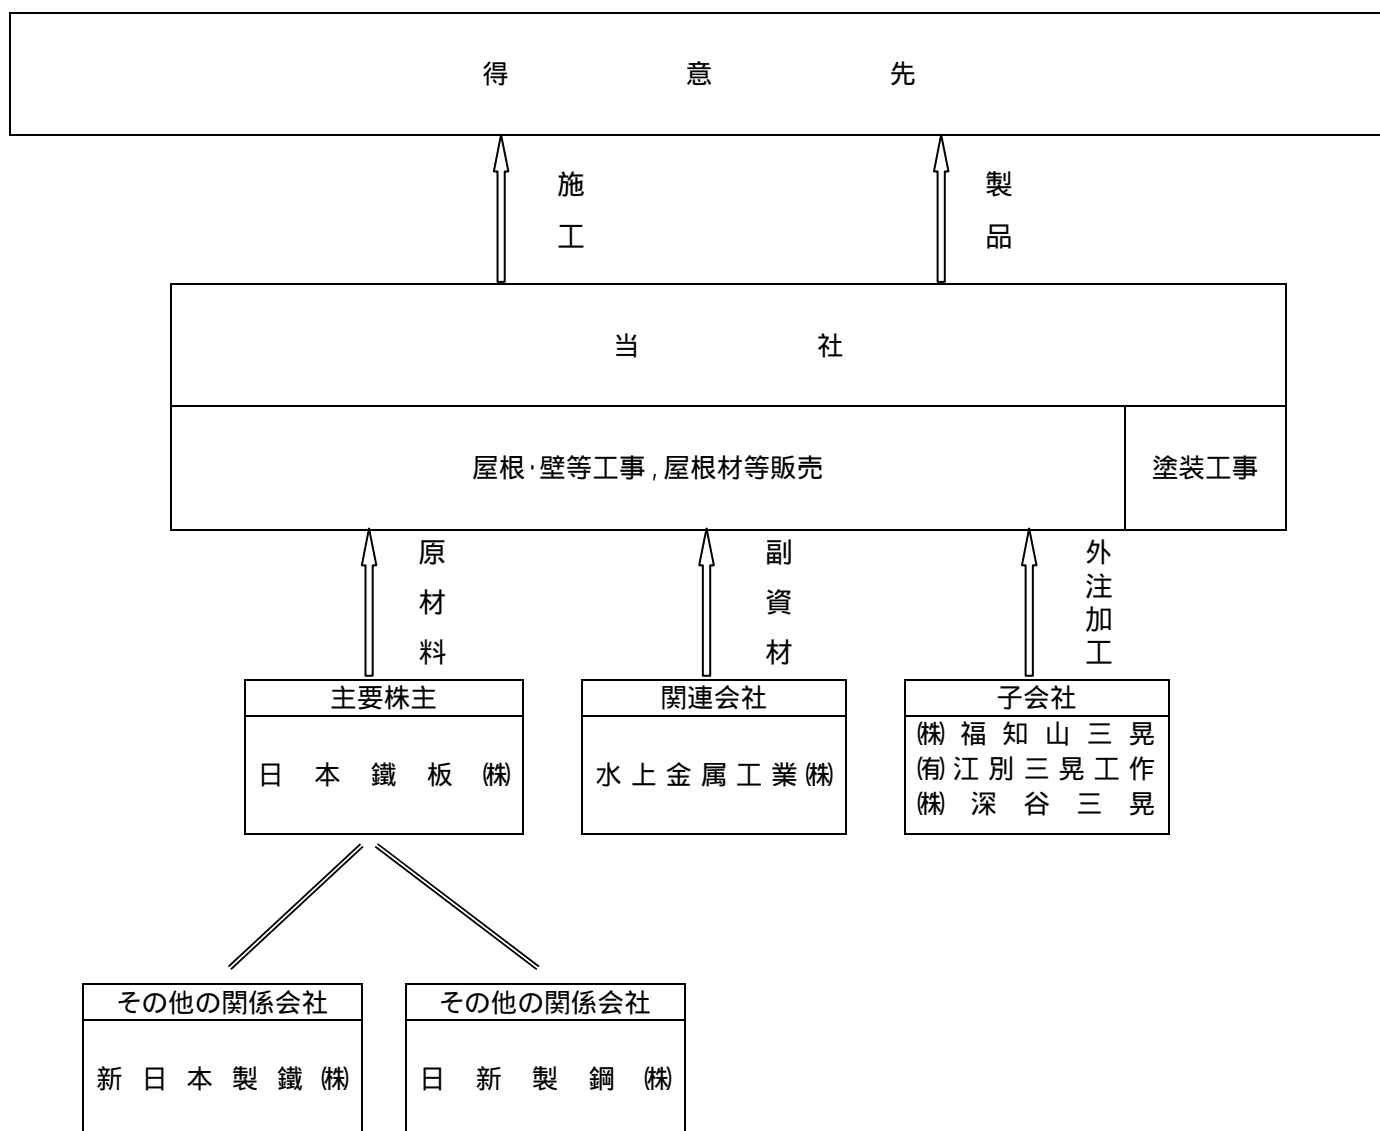 得意先
施工
製品
当社
屋根・壁等工事,屋根材等販売
塗装工事
原材料
副資材
外注加工
主要株主
日本鐵板㈱
関連会社
水上金属工業㈱
子会社
㈱福知山三晃
㈲江別三晃工作
㈱深谷三晃
その他の関係会社
新日本製鐵㈱
その他の関係会社
日新製鋼㈱